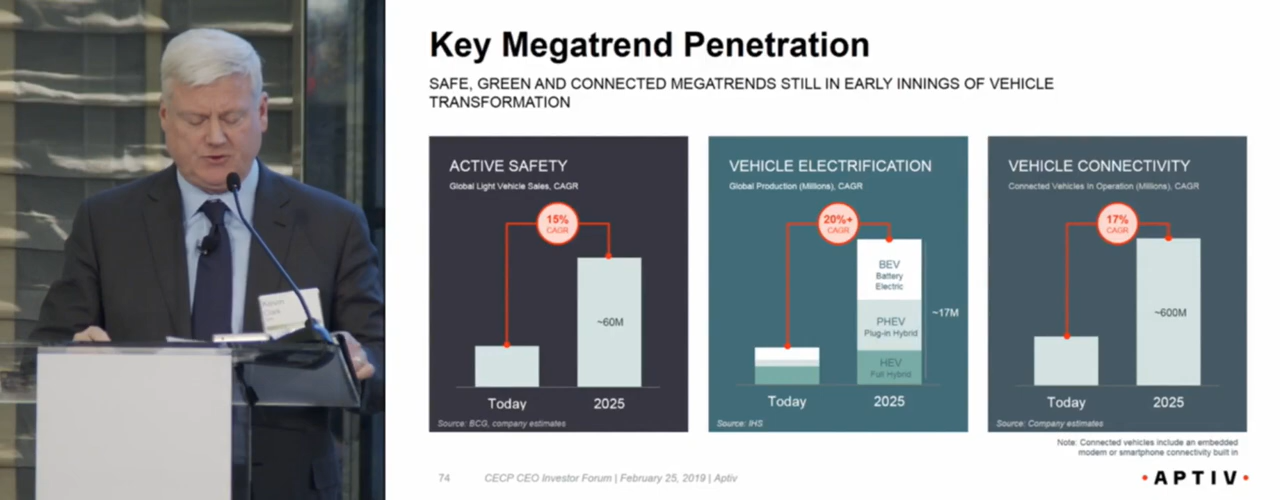 Key Megatrend Penetration
SAFE, GREEN AND CONNECTED MEGATRENDS STILL IN EARLY INNINGS OF VEHICLE
TRANSFORMATION
ACTIVE SAFETY
Global Light Vehicle Sales, CAGR
15%
CAGR
~60M
Today
2025
Source: BCG, company estimates
VEHICLE ELECTRIFICATION
Global Production (Millions), CAGR
20%+
CAGR
BEV
Battery
Electric
PHEV
Plug-in Hybrid
HEV
Full Hybrid
~17M
Today
2025
Source: IHS
VEHICLE CONNECTIVITY
Connected Vehicles In Operation (Millions), CAGR
17%
CAGR
~600M
Today
2025
Source: Company estimates
Note: Connected vehicles include an embedded
modem or smartphone connectivity built in
74
CECP CEO Investor Forum | February 25, 2019 | Aptiv
• APTIV •
Kevin
Clark